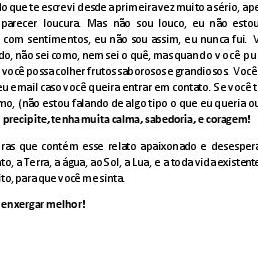 o que te escrevi desde a primeira vez muito a sério, ape
parecer loucura. Mas não sou louco, eu não estou
com sentimentos, eu não sou assim, eu nunca fui. V
do, não sei como, nem sei o quê, mas quando você pu
você possa colher frutos saborosos e grandiosos. Você
eu email caso você queira entrar em contato. Se você t
mo, (não estou falando de algo tipo o que eu queria ou
precipite, tenha muita calma, sabedoria, e coragem!
ras que contém esse relato apaixonado e desespera
to, a Terra, a água, ao Sol, a Lua, e a toda vida existente
ito, para que você me sinta.
enxergar melhor!